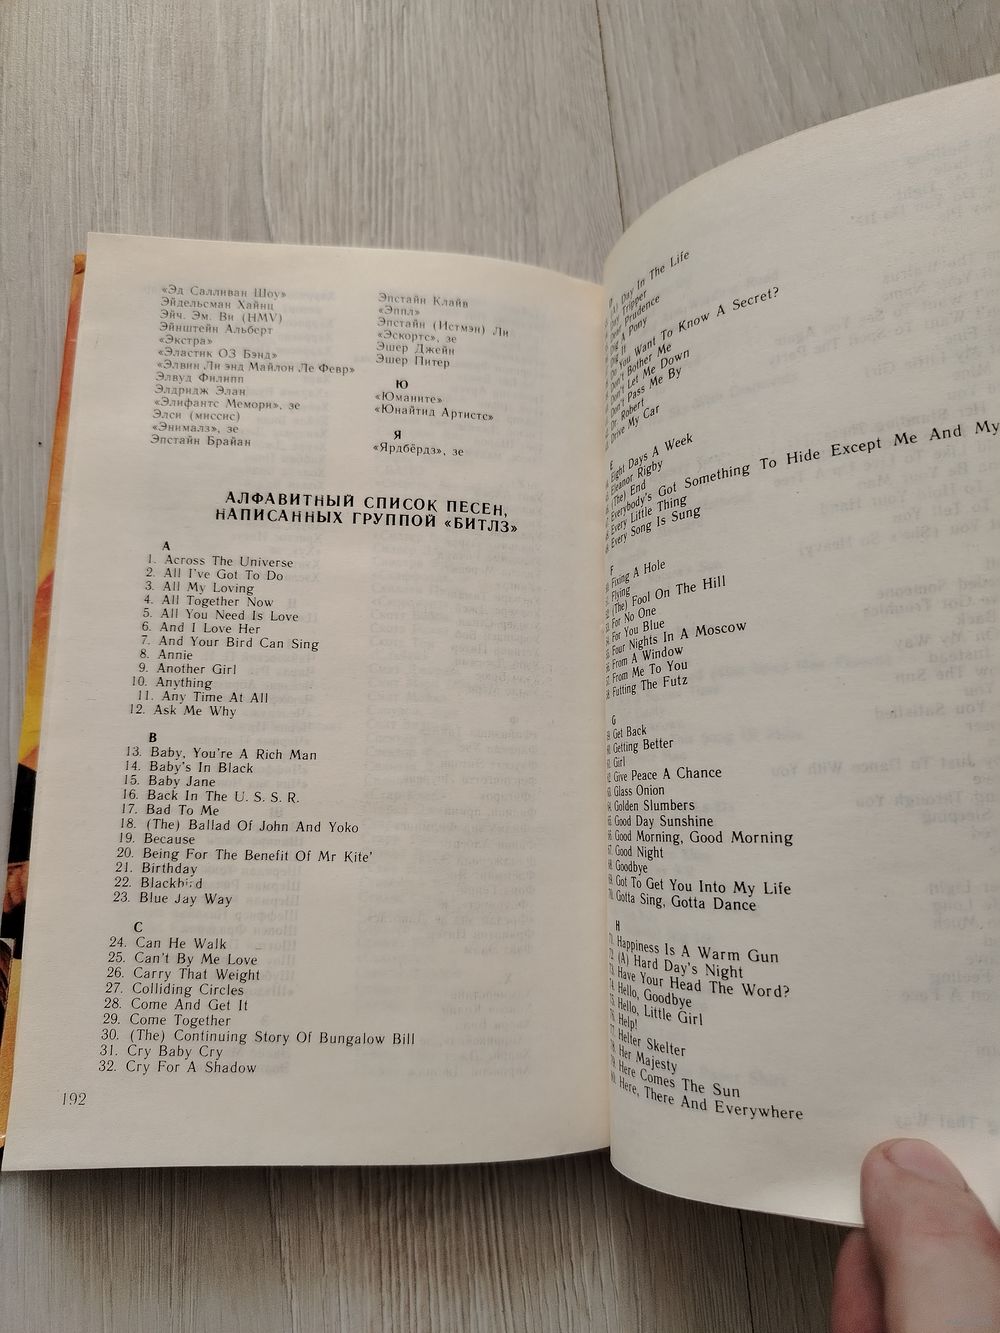 «Эд Салливан Шоу»
Эйдельсман Хайнц
Эйч. Эм. Ви (HMV)
Эйнштейн Альберт
«Экстра»
«Эластик ОЗ Бэнд»
«Элвин Ли энд Майлон Ле Февр»
Элвуд Филипп
Элдридж Элан
«Элифантс Мемори», зе
Элси (миссис)
«Энималз», зе
Эпстайн Брайан
Эпстайн Клайв
«Эппл»
Эпстайн (Истмэн) Ли
«Эскортс», зе
Эшер Джейн
Эшер Питер
Ю
«Юманите»
«Юнайтид Артистс»
Я
«Ярдбёрдз», зе
АЛФАВИТНЫЙ СПИСОК ПЕСЕН,
НАПИСАННЫХ ГРУППОЙ «БИТЛЗ»
A
1. Across The Universe
2. All I've Got To Do
3. All My Loving
4. All Together Now
5. All You Need Is Love
6. And I Love Her
7. And Your Bird Can Sing
8. Annie
9. Another Girl
10. Anything
11. Any Time At All
12. Ask Me Why
B
13. Baby, You're A Rich Man
14. Baby's In Black
15. Baby Jane
16. Back In The U. S. S. R.
17. Bad To Me
18. (The) Ballad Of John And Yoko
19. Because
20. Being For The Benefit Of Mr Kite'
21. Birthday
22. Blackbird
23. Blue Jay Way
C
24. Can He Walk
25. Can't By Me Love
26. Carry That Weight
27. Colliding Circles
28. Come And Get It
29. Come Together
30. (The) Continuing Story Of Bungalow Bill
31. Cry Baby Cry
32. Cry For A Shadow
192
D
(A) Day In The Life
Day Tripper
Dear Prudence
Dig A Pony
Dig It
Do You Want To Know A Secret?
Don't Bother Me
Don't Let Me Down
Don't Pass Me By
Dr. Robert
Drive My Car
E
Eight Days A Week
Eleanor Rigby
(The) End
Everybody's Got Something To Hide Except Me And My
Every Little Thing
Every Song Is Sung
F
Fixing A Hole
Flying
(The) Fool On The Hill
For No One
For You Blue
Four Nights In A Moscow
From A Window
From Me To You
Futting The Futz
G
Get Back
Getting Better
Girl
Give Peace A Chance
Glass Onion
Golden Slumbers
Good Day Sunshine
Good Morning, Good Morning
Good Night
Goodbye
Got To Get You Into My Life
Gotta Sing, Gotta Dance
H
Happiness Is A Warm Gun
(A) Hard Day's Night
Have Your Head The Word?
Hello, Goodbye
Hello, Little Girl
Help!
Helter Skelter
Her Majesty
Here Comes The Sun
Here, There And Everywhere